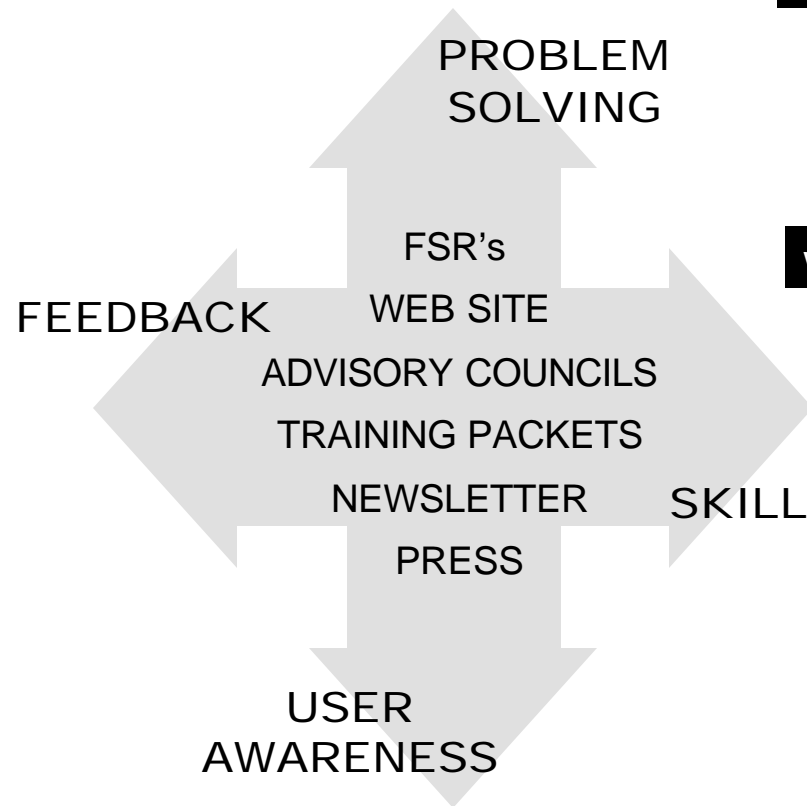 PROBLEM
SOLVING
FSR's
WEB SITE
FEEDBACK
ADVISORY COUNCILS
TRAINING PACKETS
NEWSLETTER
SKILL
PRESS
USER
AWARENESS